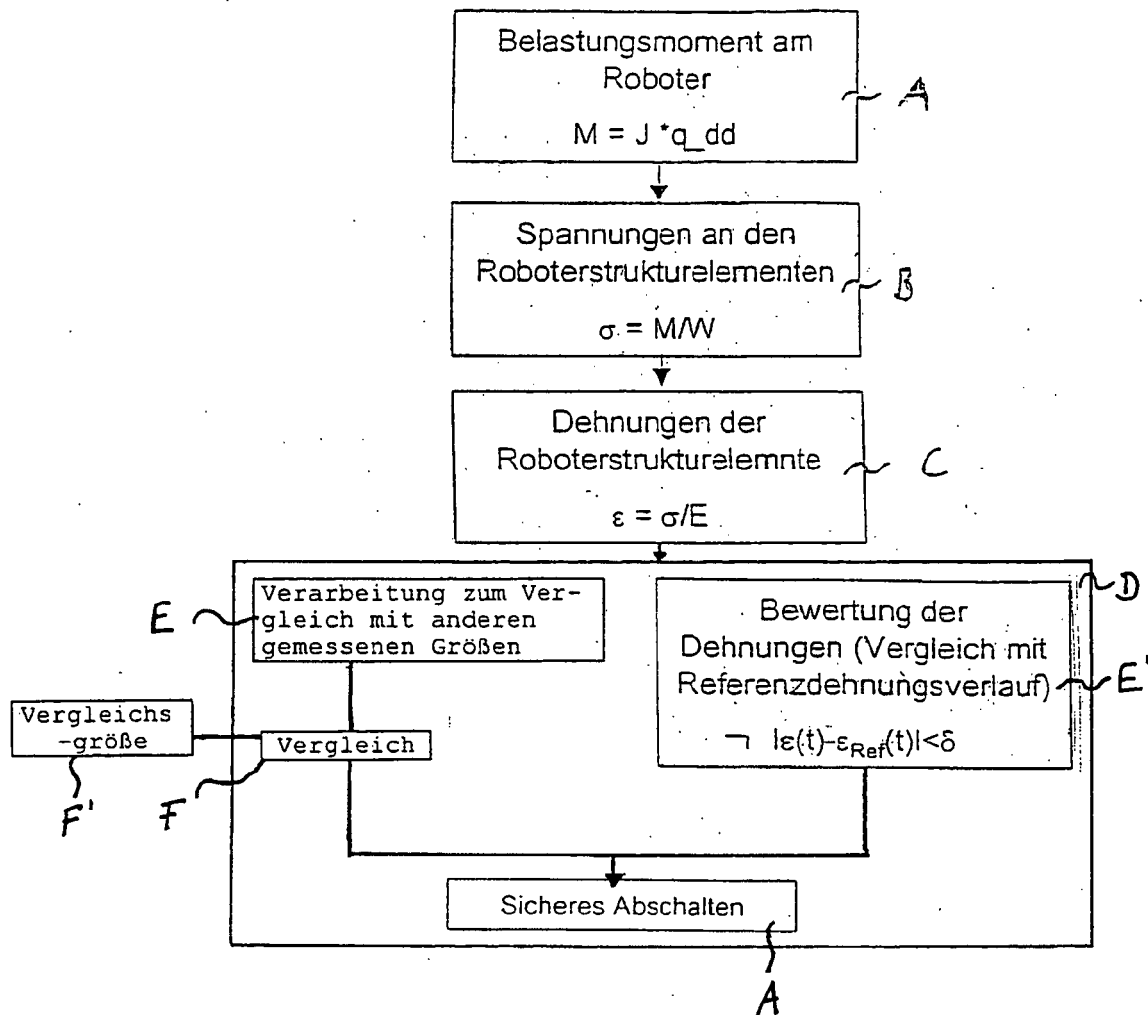 Belastungsmoment am
Roboter
M = J *q_dd
A
Spannungen an den
Roboterstrukturelementen
σ = M/W
B
Dehnungen der
Roboterstrukturelemnte
ε = σ/E
C
D
E
Verarbeitung zum Ver-
gleich mit anderen
gemessenen Größen
Bewertung der
Dehnungen (Vergleich mit
Referenzdehnungsverlauf)
¬ |ε(t)-εRef(t)|<δ
E'
Vergleichs
-größe
F'
Vergleich
F
Sicheres Abschalten
A